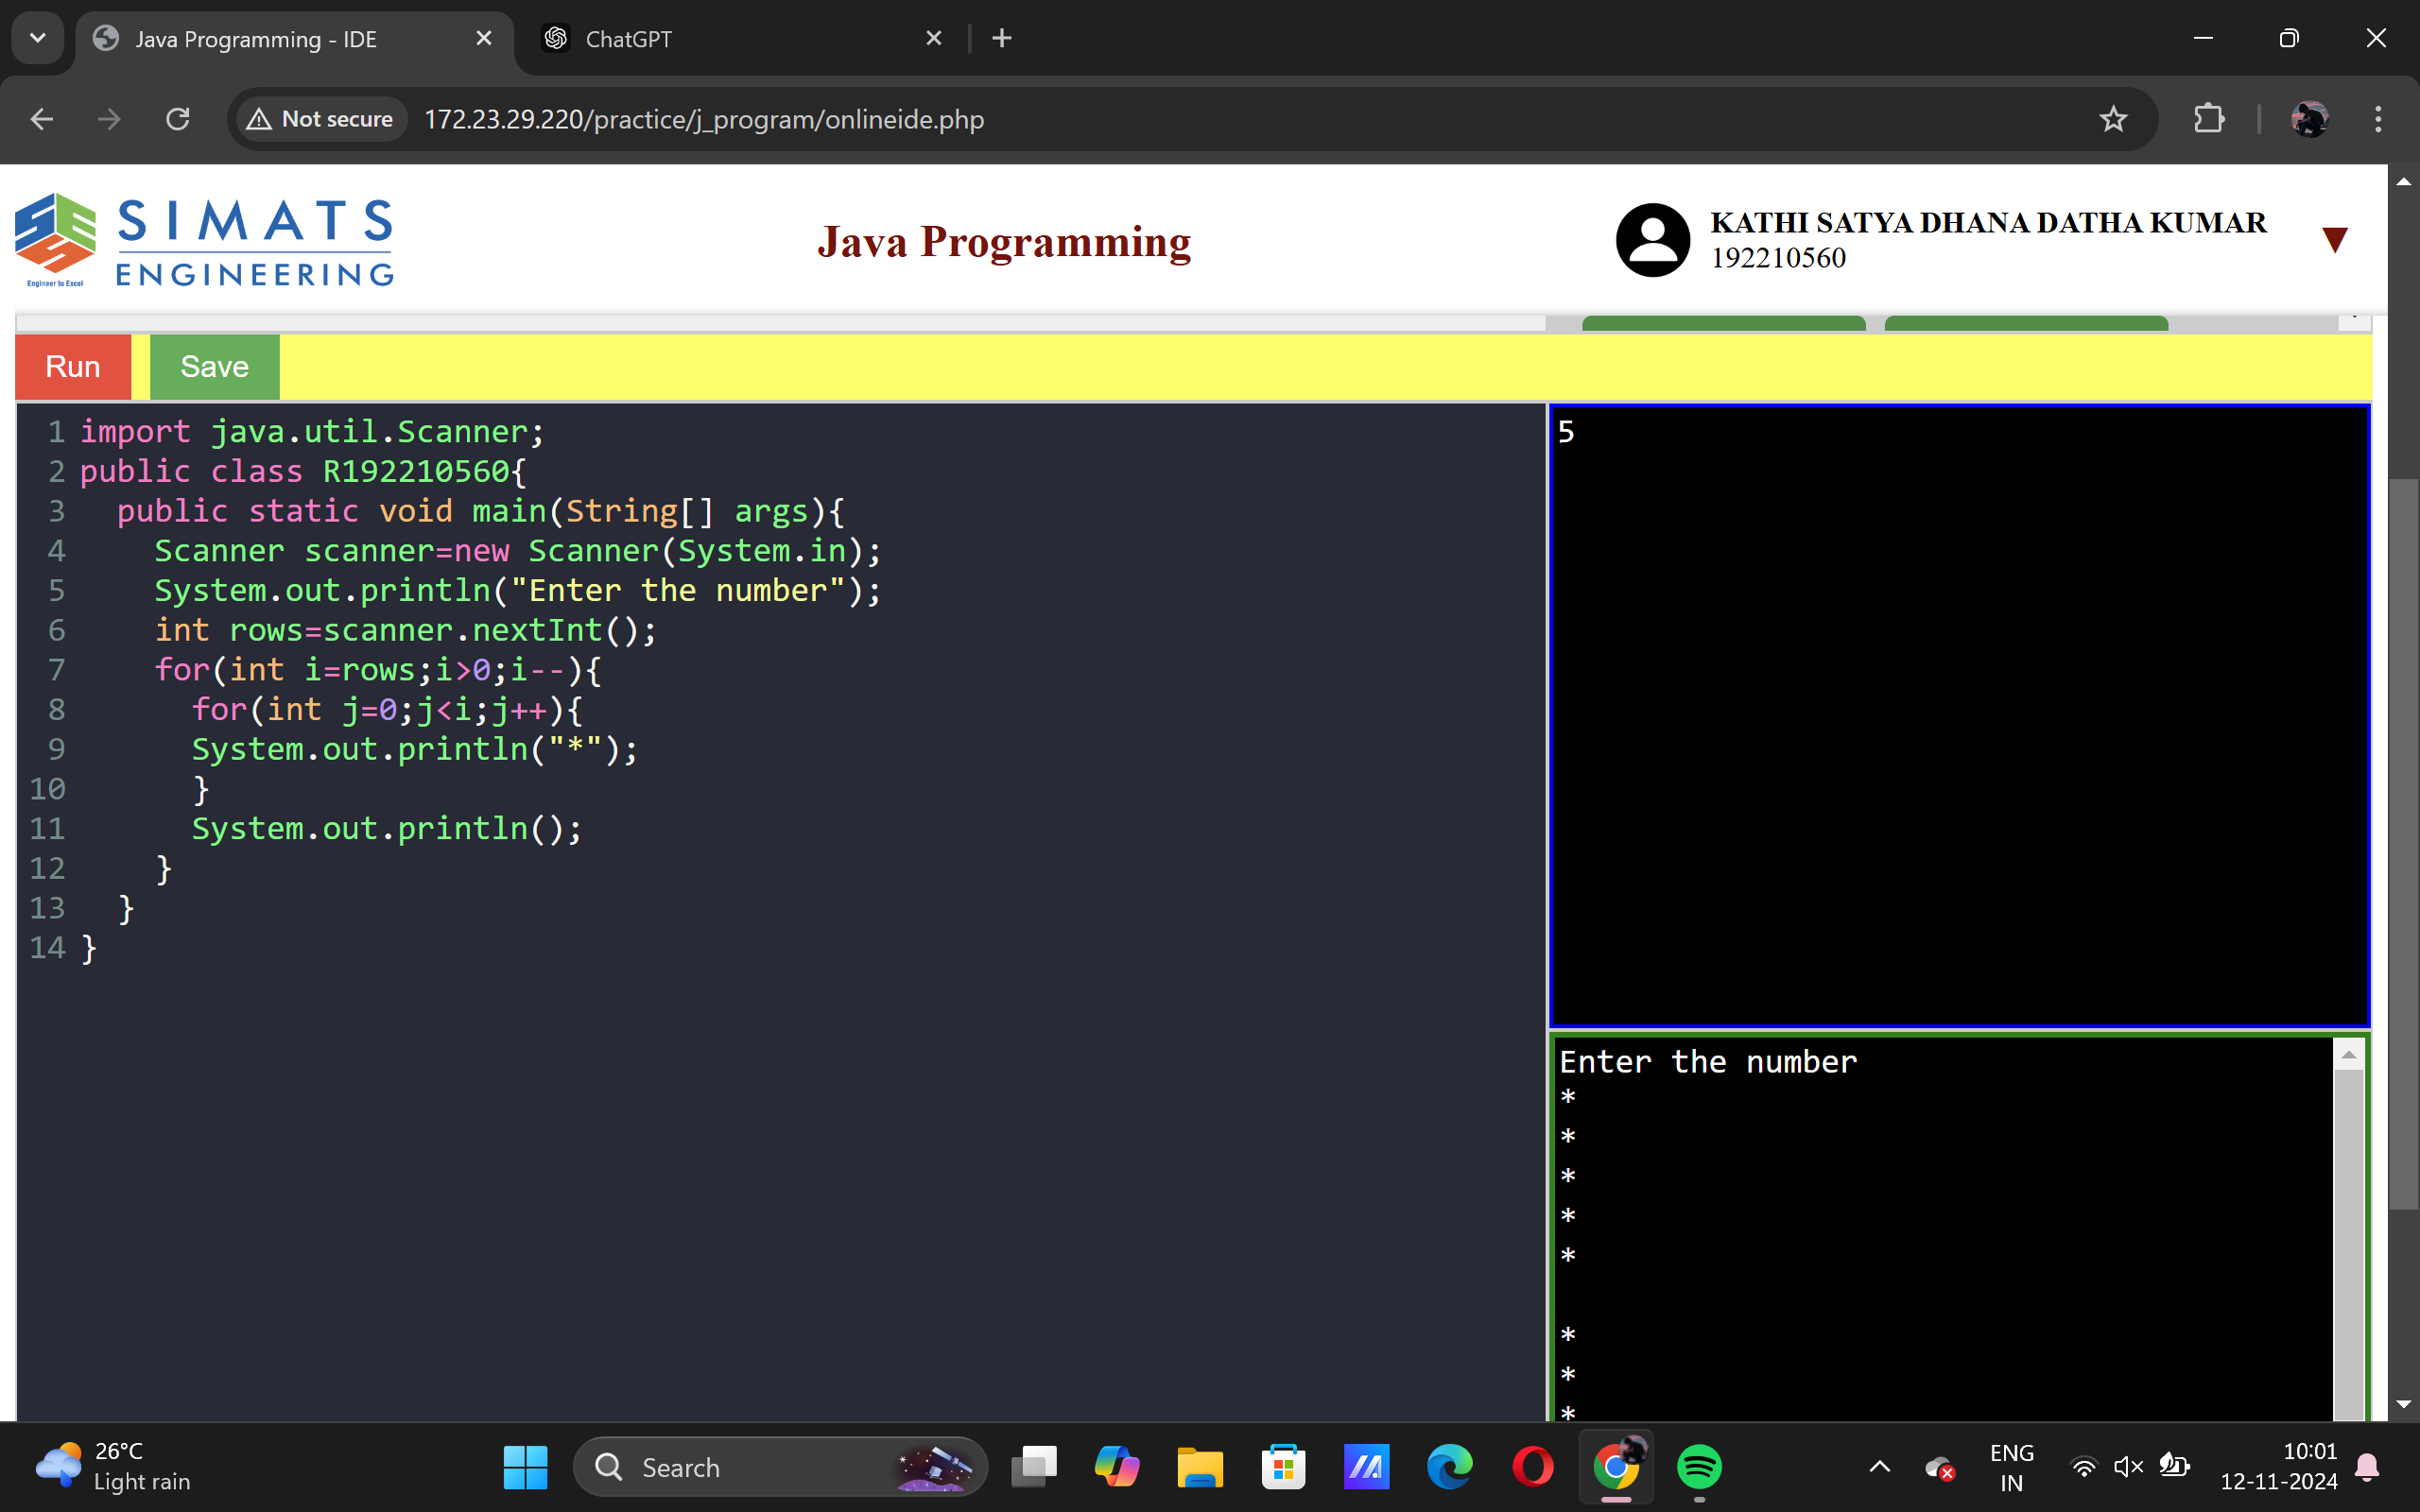 Java Programming - IDE
ChatGPT
Not secure
172.23.29.220/practice/j_program/onlineide.php
SIMATS
ENGINEERING
Engineer to Excel
Java Programming
KATHI SATYA DHANA DATHA KUMAR
192210560
Run
Save
1 import java.util.Scanner;
2 public class R192210560{
3   public static void main(String[] args){
4     Scanner scanner=new Scanner(System.in);
5     System.out.println("Enter the number");
6     int rows=scanner.nextInt();
7     for(int i=rows;i>0;i--){
8       for(int j=0;j<i;j++){
9       System.out.println("*");
10       }
11       System.out.println();
12     }
13   }
14 }
5
Enter the number
*
*
*
*
*
*
*
*
26°C
Light rain
Search
ENG
IN
10:01
12-11-2024